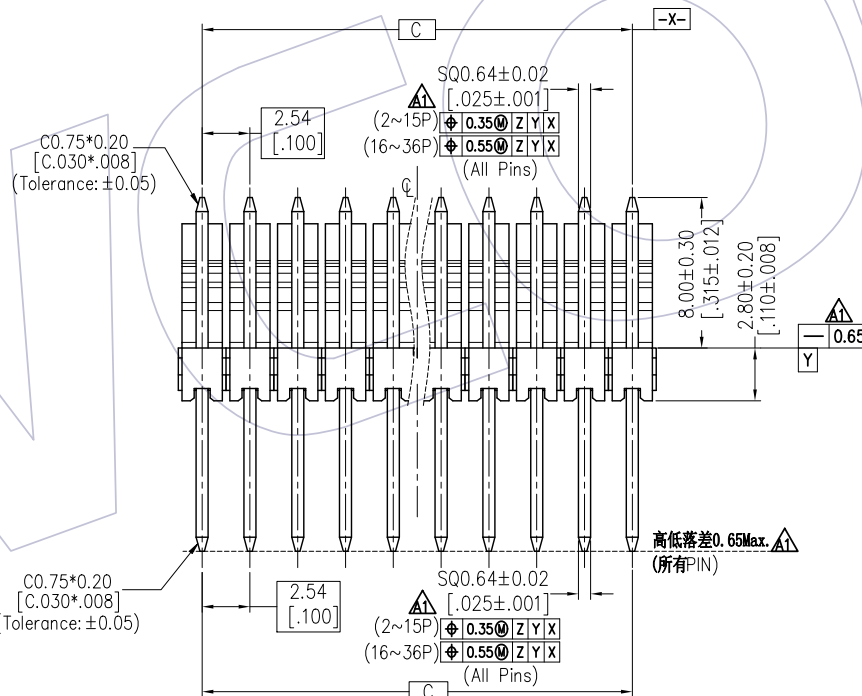 C
-X-
SQ0.64±0.02
[.025±.001]
A1
(2~15P) ⌖ 0.35Ⓜ Z Y X
(16~36P) ⌖ 0.55Ⓜ Z Y X
(All Pins)
2.54
[.100]
C0.75*0.20
[C.030*.008]
(Tolerance:±0.05)
℄
8.00±0.30
[.315±.012]
2.80±0.20
[.110±.008]
A1
— 0.65
Y
高低落差0.65Max. A1
(所有PIN)
C0.75*0.20
[C.030*.008]
(Tolerance:±0.05)
2.54
[.100]
SQ0.64±0.02
[.025±.001]
A1
(2~15P) ⌖ 0.35Ⓜ Z Y X
(16~36P) ⌖ 0.55Ⓜ Z Y X
(All Pins)
C